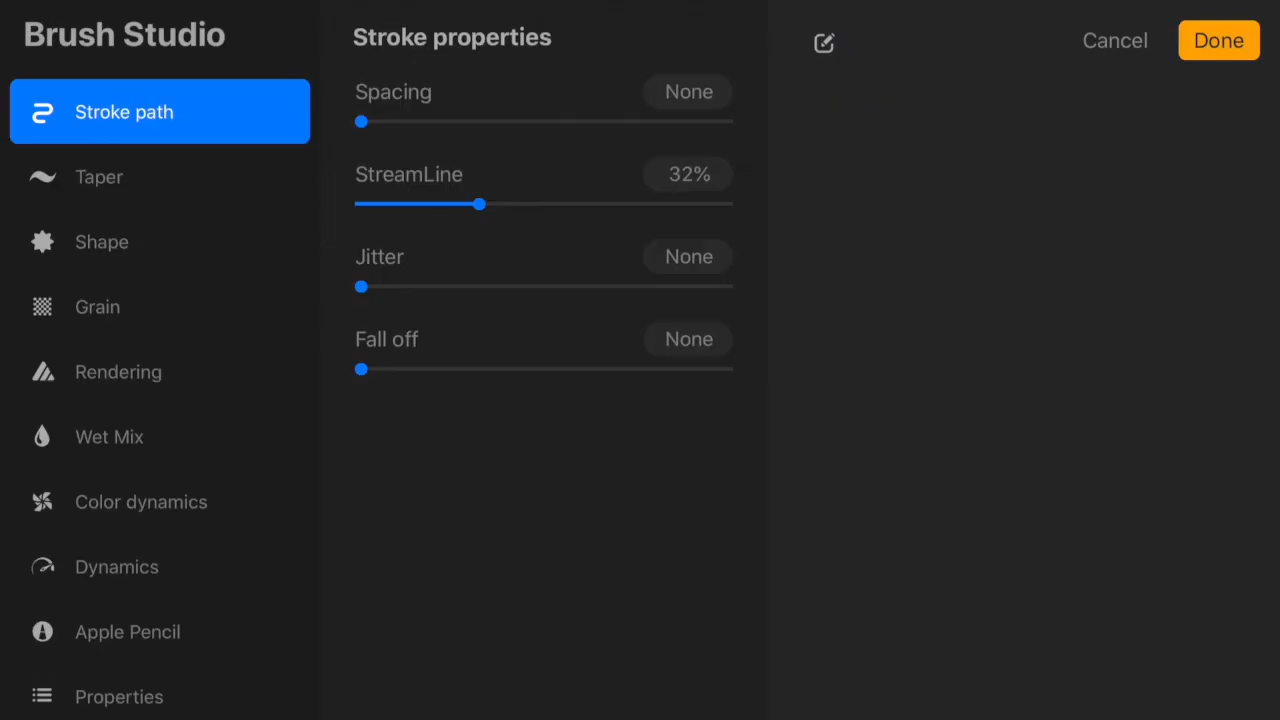 Brush Studio
Stroke path
Taper
Shape
Grain
Rendering
Wet Mix
Color dynamics
Dynamics
Apple Pencil
Properties
Stroke properties
Spacing None
StreamLine 32%
Jitter None
Fall off None
Cancel Done